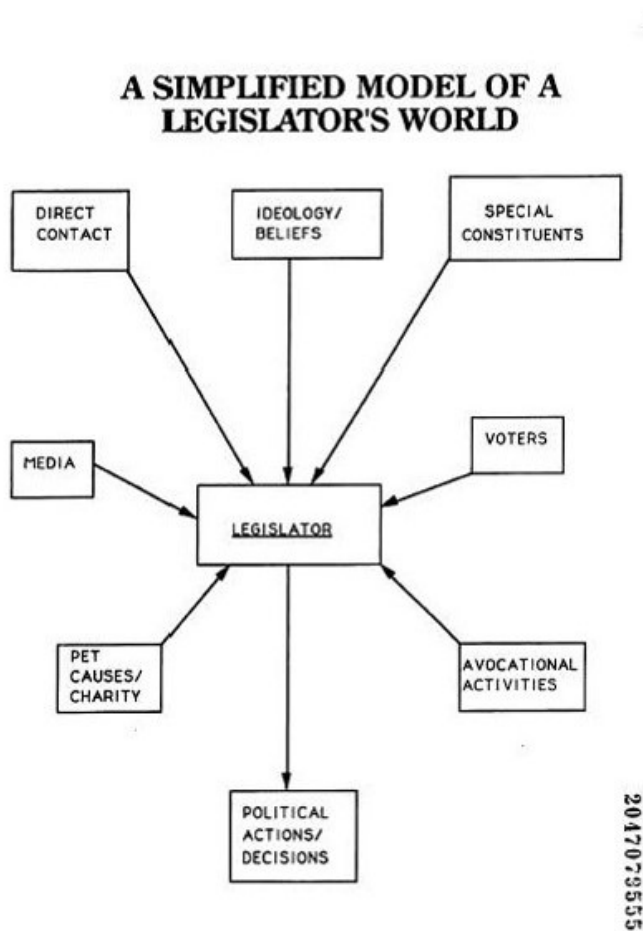 A SIMPLIFIED MODEL OF A
LEGISLATOR'S WORLD
DIRECT
CONTACT
IDEOLOGY/
BELIEFS
SPECIAL
CONSTITUENTS
MEDIA
VOTERS
LEGISLATOR
PET
CAUSES/
CHARITY
AVOCATIONAL
ACTIVITIES
POLITICAL
ACTIONS/
DECISIONS
2047079555